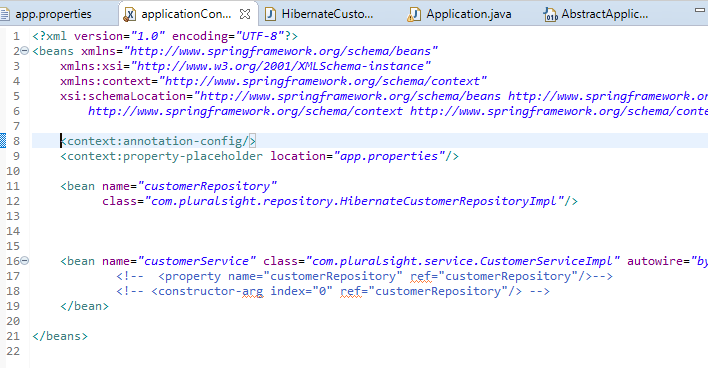 app.properties
applicationCon...
HibernateCusto...
Application.java
AbstractApplic...
1 <?xml version="1.0" encoding="UTF-8"?>
2 <beans xmlns="http://www.springframework.org/schema/beans"
3 xmlns:xsi="http://www.w3.org/2001/XMLSchema-instance"
4 xmlns:context="http://www.springframework.org/schema/context"
5 xsi:schemaLocation="http://www.springframework.org/schema/beans http://www.springframework.or
6 http://www.springframework.org/schema/context http://www.springframework.org/schema/conte
7
8 <context:annotation-config/>
9 <context:property-placeholder location="app.properties"/>
10
11 <bean name="customerRepository"
12 class="com.pluralsight.repository.HibernateCustomerRepositoryImpl"/>
13
14
15
16 <bean name="customerService" class="com.pluralsight.service.CustomerServiceImpl" autowire="by
17 <!-- <property name="customerRepository" ref="customerRepository"/>-->
18 <!-- <constructor-arg index="0" ref="customerRepository"/> -->
19 </bean>
20
21 </beans>
22